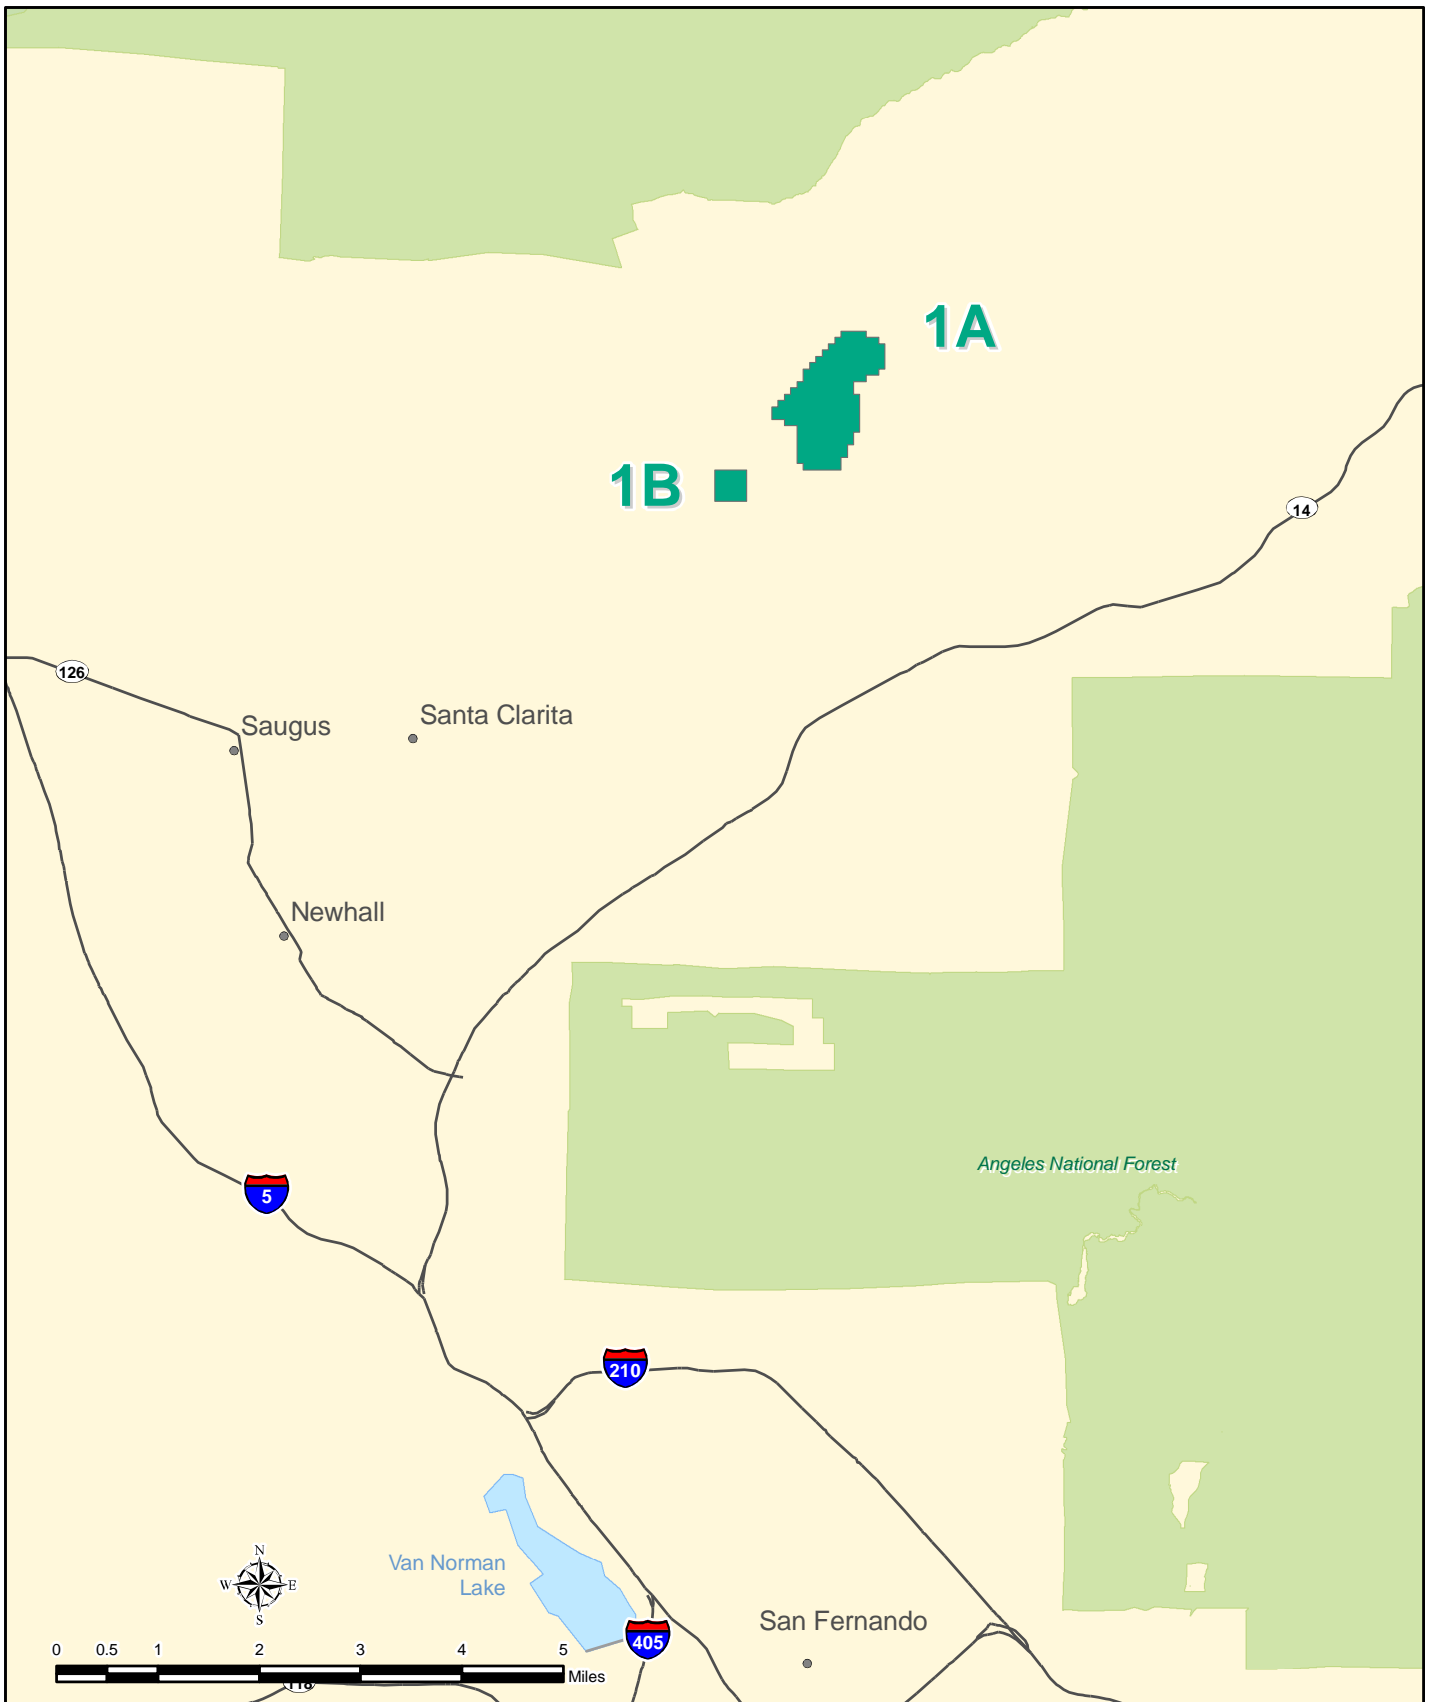 1A
1B
14
126
Saugus
Santa Clarita
Newhall
Angeles National Forest
5
210
N
W E
S
Van Norman
Lake
San Fernando
405
0 0.5 1 2 3 4 5
Miles
118